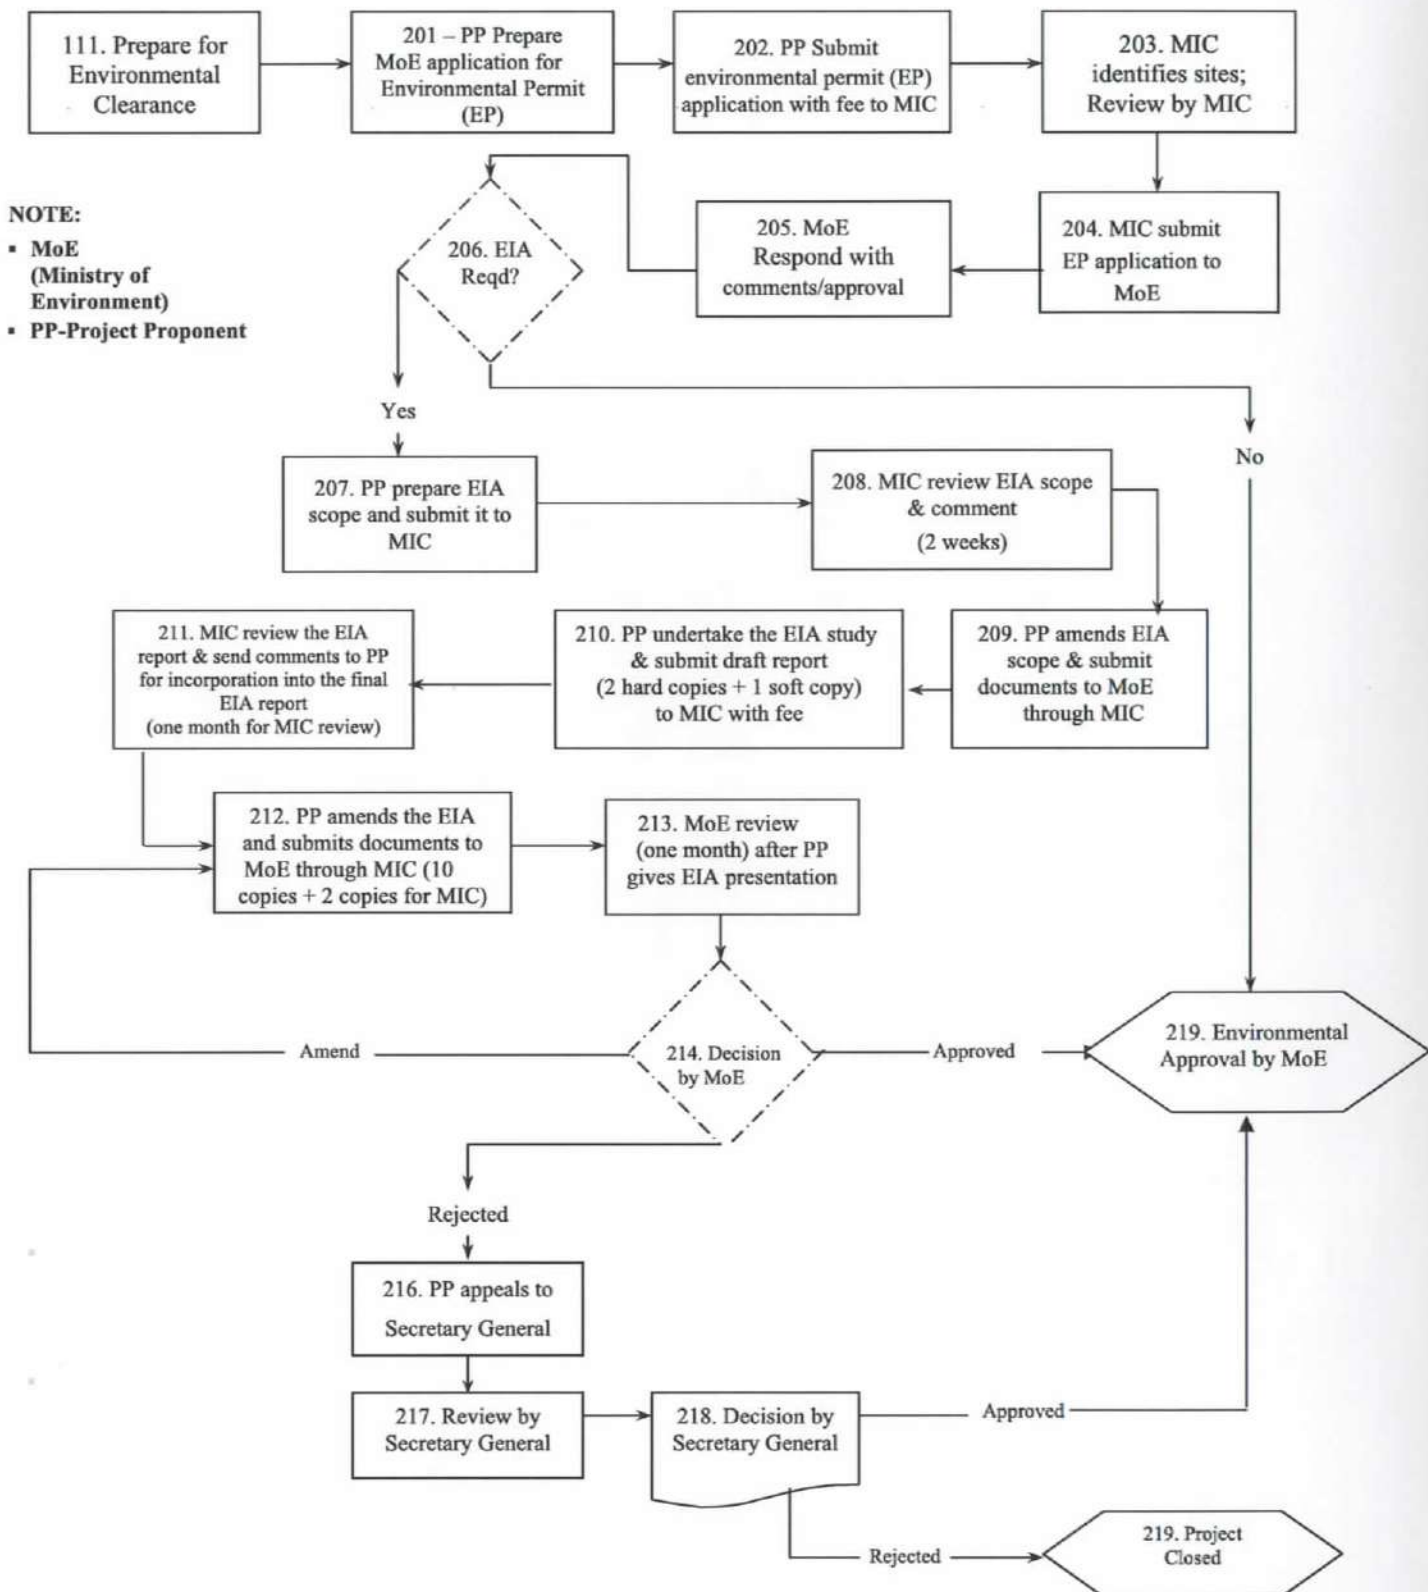 111. Prepare for
Environmental
Clearance
201 – PP Prepare
MoE application for
Environmental Permit
(EP)
202. PP Submit
environmental permit (EP)
application with fee to MIC
203. MIC
identifies sites;
Review by MIC
NOTE:
▪ MoE
(Ministry of
Environment)
▪ PP-Project Proponent
204. MIC submit
EP application to
MoE
205. MoE
Respond with
comments/approval
206. EIA
Reqd?
Yes
No
207. PP prepare EIA
scope and submit it to
MIC
208. MIC review EIA scope
& comment
(2 weeks)
209. PP amends EIA
scope & submit
documents to MoE
through MIC
210. PP undertake the EIA study
& submit draft report
(2 hard copies + 1 soft copy)
to MIC with fee
211. MIC review the EIA
report & send comments to PP
for incorporation into the final
EIA report
(one month for MIC review)
212. PP amends the EIA
and submits documents to
MoE through MIC (10
copies + 2 copies for MIC)
213. MoE review
(one month) after PP
gives EIA presentation
214. Decision
by MoE
Amend
Approved
219. Environmental
Approval by MoE
Rejected
216. PP appeals to
Secretary General
217. Review by
Secretary General
218. Decision by
Secretary General
Approved
Rejected
219. Project
Closed